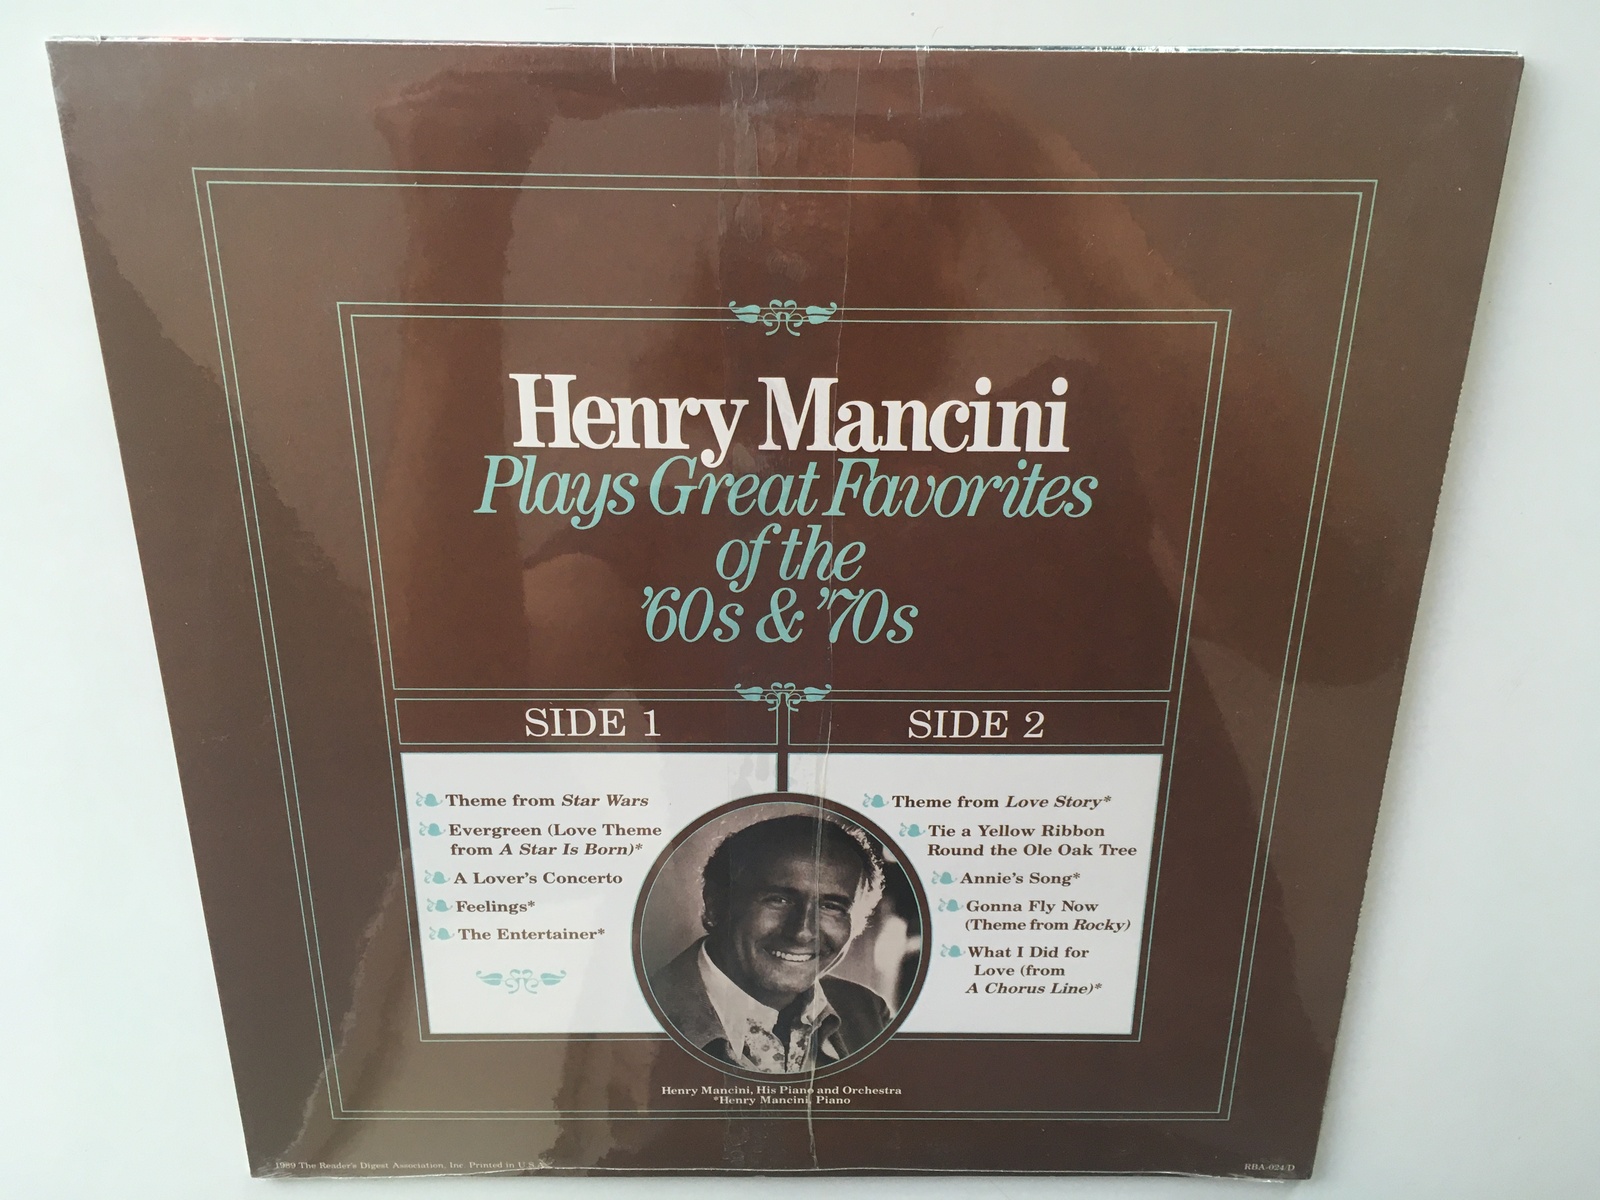 Henry Mancini
Plays Great Favorites
of the
'60s & '70s
SIDE 1
Theme from Star Wars
Evergreen (Love Theme
from A Star Is Born)*
A Lover's Concerto
Feelings*
The Entertainer*
SIDE 2
Theme from Love Story*
Tie a Yellow Ribbon
Round the Ole Oak Tree
Annie's Song*
Gonna Fly Now
(Theme from Rocky)
What I Did for
Love (from
A Chorus Line)*
Henry Mancini, His Piano and Orchestra
*Henry Mancini, Piano
1989 The Reader's Digest Association, Inc. Printed in U.S.A.
RBA-024/D